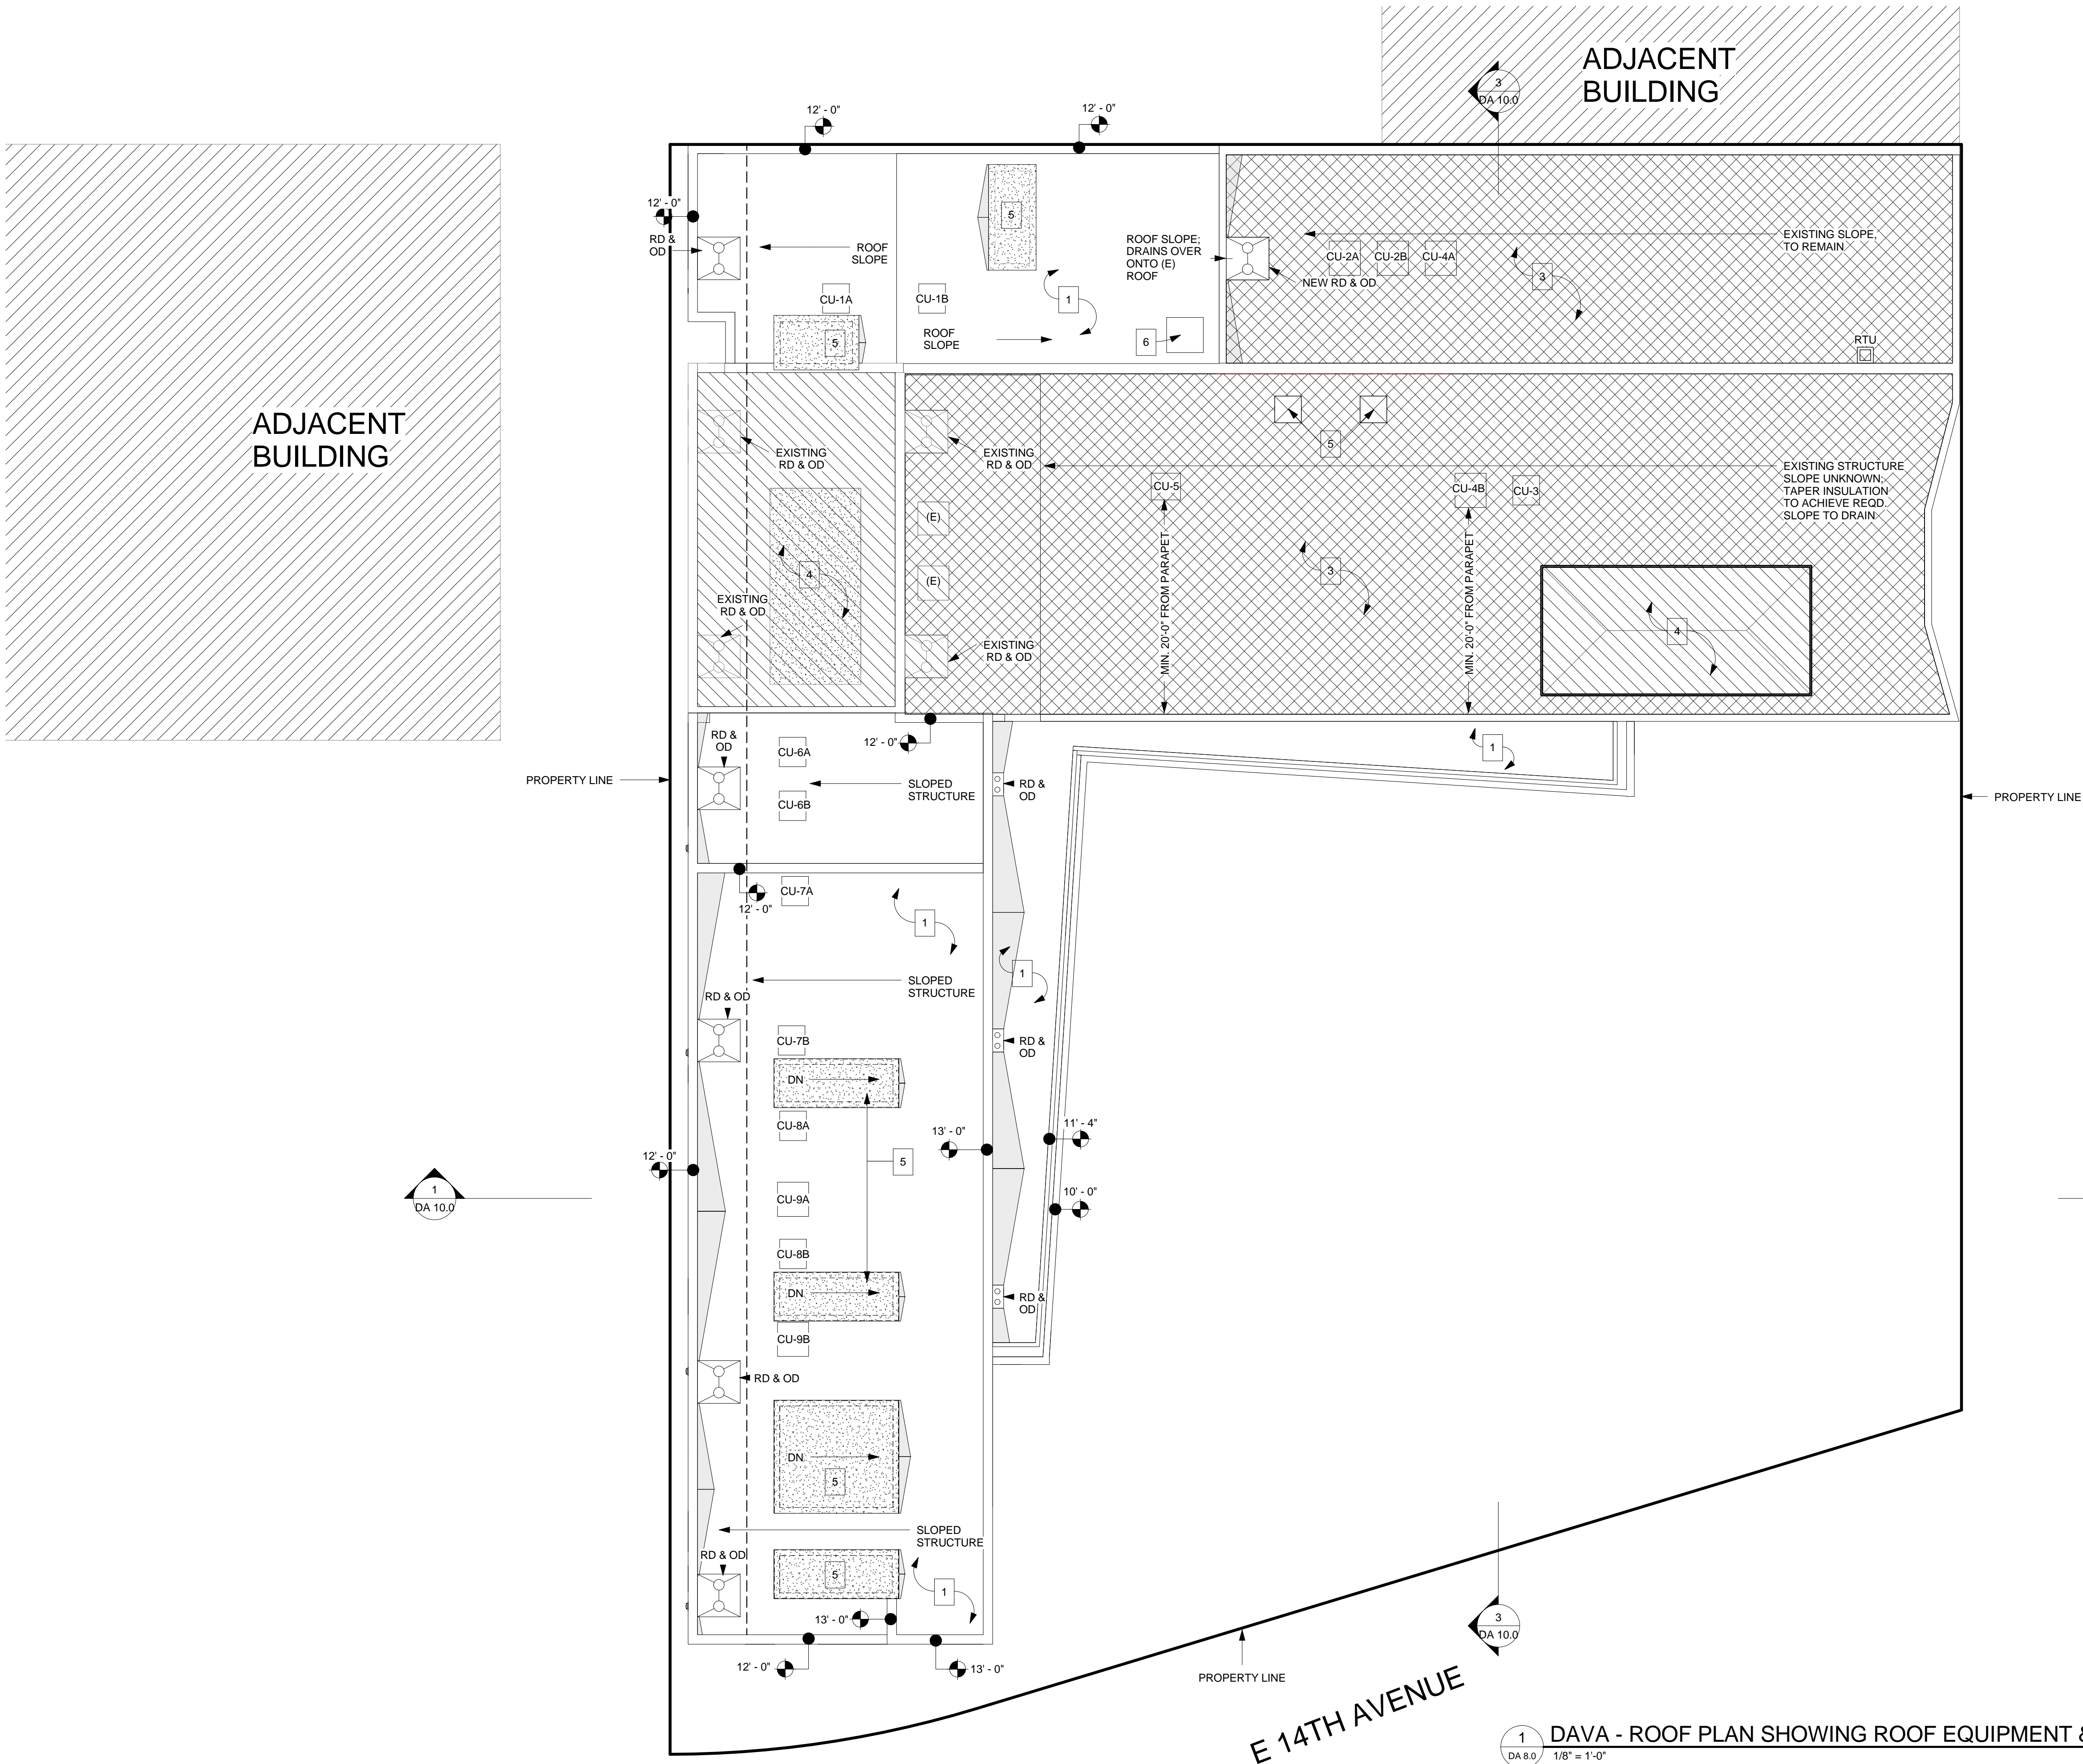 ADJACENT
BUILDING
3
DA 10.0
12' - 0"
12' - 0"
12' - 0"
RD &
OD
ROOF
SLOPE
5
ROOF SLOPE;
DRAINS OVER
ONTO (E)
ROOF
CU-2A
CU-2B
CU-4A
EXISTING SLOPE,
TO REMAIN
NEW RD & OD
3
CU-1A
CU-1B
1
5
ROOF
SLOPE
6
RTU
ADJACENT
BUILDING
EXISTING
RD & OD
EXISTING
RD & OD
5
EXISTING STRUCTURE
SLOPE UNKNOWN;
TAPER INSULATION
TO ACHIEVE REQD.
SLOPE TO DRAIN
CU-5
CU-4B
CU-3
(E)
(E)
MIN. 20'-0" FROM PARAPET
MIN. 20'-0" FROM PARAPET
4
3
EXISTING
RD & OD
EXISTING
RD & OD
4
12' - 0"
1
RD &
OD
CU-6A
PROPERTY LINE
SLOPED
STRUCTURE
RD &
OD
CU-6B
PROPERTY LINE
12' - 0"
CU-7A
1
SLOPED
STRUCTURE
1
RD & OD
CU-7B
RD &
OD
DN
CU-8A
13' - 0"
11' - 4"
12' - 0"
5
1
DA 10.0
CU-9A
10' - 0"
CU-8B
DN
RD &
OD
CU-9B
RD & OD
DN
5
SLOPED
STRUCTURE
RD & OD
5
1
13' - 0"
12' - 0"
13' - 0"
3
DA 10.0
PROPERTY LINE
E 14TH AVENUE
1
DA 8.0
DAVA - ROOF PLAN SHOWING ROOF EQUIPMENT &
1/8" = 1'-0"